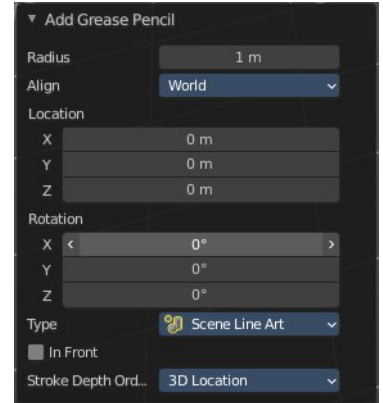 Add Grease Pencil
Radius 1 m
Align World
Location
X 0 m
Y 0 m
Z 0 m
Rotation
X 0°
Y 0°
Z 0°
Type Scene Line Art
In Front
Stroke Depth Ord... 3D Location